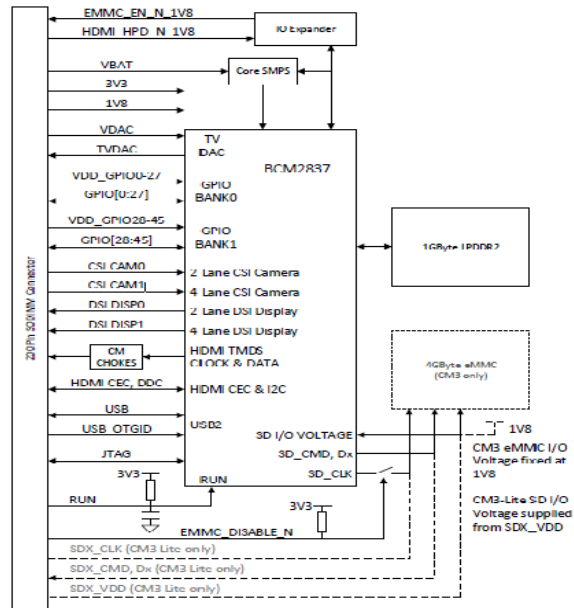 EMMC_EN_N_1V8
HDMI_HPD_N_1V8
IO Expander
VBAT
Core SMPS
3V3
1V8
VDAC
TVDAC
TV
IDAC
BCM2837
VDD_GPIO0-27
GPIO[0:27]
GPIO
BANK0
VDD_GPIO28-45
GPIO[28:45]
GPIO
BANK1
1GByte LPDDR2
200Pin SODIMM Connector
CSI CAM0
2 Lane CSI Camera
CSI CAM1
4 Lane CSI Camera
DSI DISP0
2 Lane DSI Display
DSI DISP1
4 Lane DSI Display
CM
CHOKES
HDMI TMDS
CLOCK & DATA
4GByte eMMC
(CM3 only)
HDMI CEC, DDC
HDMI CEC & I2C
USB
USB2
USB OTGID
SD I/O VOLTAGE
1V8
JTAG
SD_CMD, Dx
SD_CLK
CM3 eMMC I/O
Voltage fixed at
1V8
3V3
IRUN
RUN
3V3
CM3-Lite SD I/O
Voltage supplied
from SDX_VDD
EMMC_DISABLE_N
SDX_CLK (CM3 Lite only)
SDX_CMD, Dx (CM3 Lite only)
SDX_VDD (CM3 Lite only)